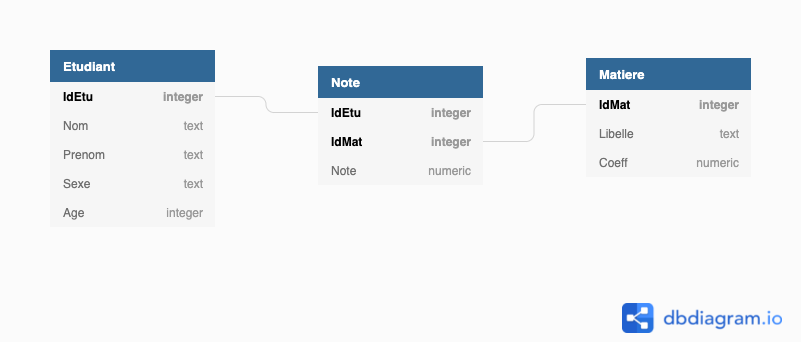 Etudiant
IdEtu integer
Nom text
Prenom text
Sexe text
Age integer
Note
IdEtu integer
IdMat integer
Note numeric
Matiere
IdMat integer
Libelle text
Coeff numeric
dbdiagram.io